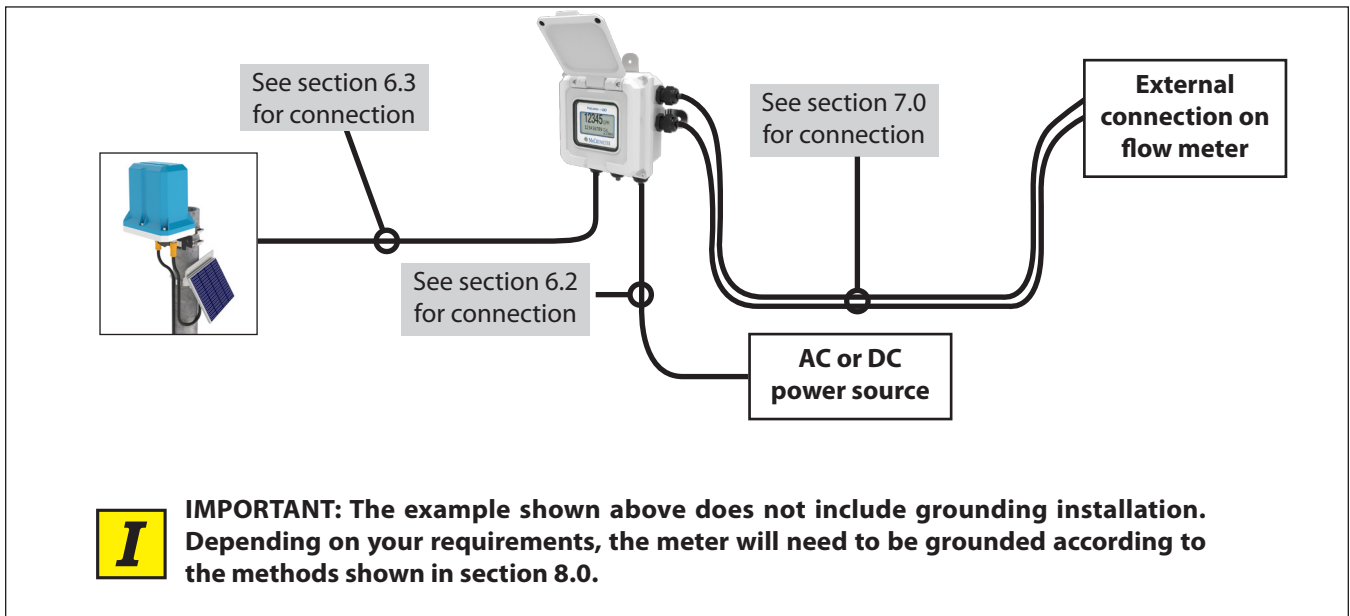 See section 6.3
for connection
See section 7.0
for connection
External
connection on
flow meter
12345
McCROMETER
See section 6.2
for connection
AC or DC
power source
I
IMPORTANT: The example shown above does not include grounding installation.
Depending on your requirements, the meter will need to be grounded according to
the methods shown in section 8.0.